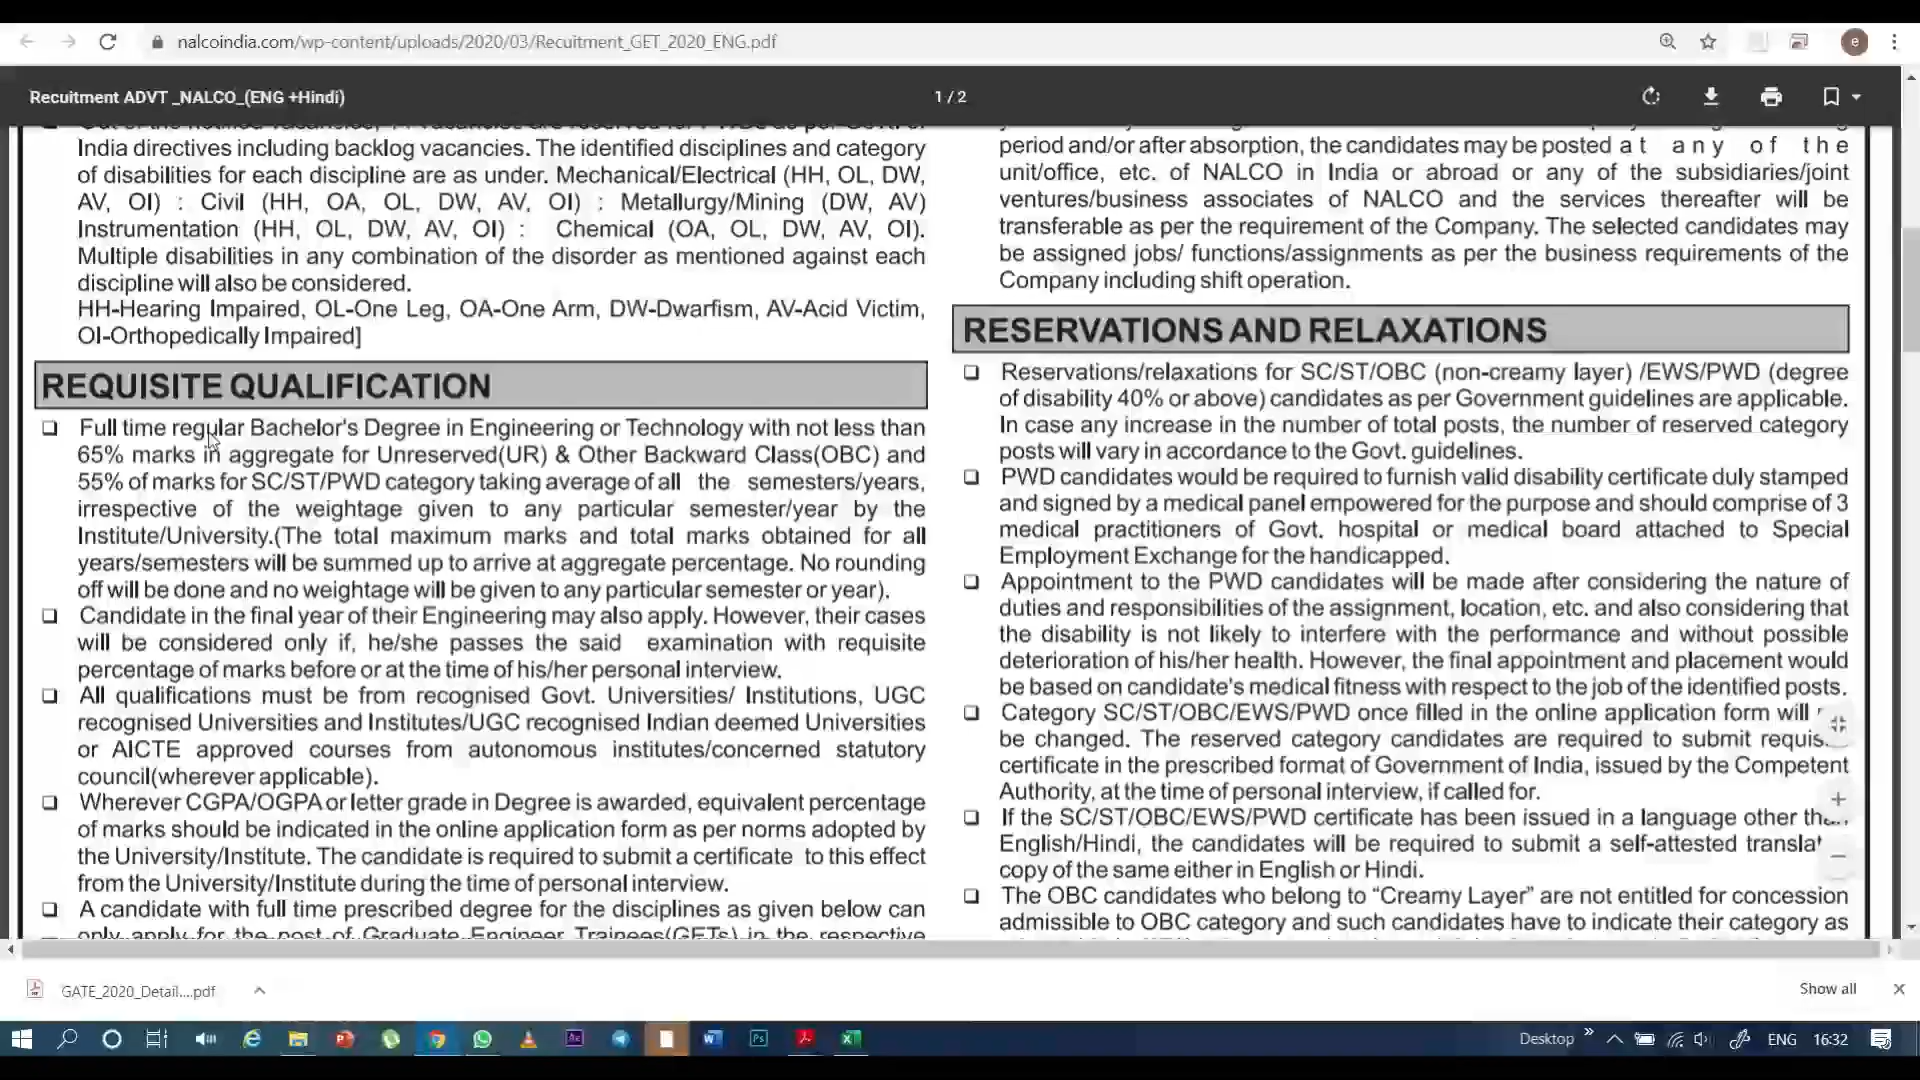 nalcoindia.com/wp-content/uploads/2020/03/Recuitment_GET_2020_ENG.pdf
e
Recuitment ADVT _NALCO_(ENG +Hindi)
1 / 2
India directives including backlog vacancies. The identified disciplines and category
of disabilities for each discipline are as under. Mechanical/Electrical (HH, OL, DW,
AV, OI) : Civil (HH, OA, OL, DW, AV, OI) : Metallurgy/Mining (DW, AV)
Instrumentation (HH, OL, DW, AV, OI) : Chemical (OA, OL, DW, AV, OI).
Multiple disabilities in any combination of the disorder as mentioned against each
discipline will also be considered.
HH-Hearing Impaired, OL-One Leg, OA-One Arm, DW-Dwarfism, AV-Acid Victim,
OI-Orthopedically Impaired]
REQUISITE QUALIFICATION
❑ Full time regular Bachelor's Degree in Engineering or Technology with not less than
65% marks in aggregate for Unreserved(UR) & Other Backward Class(OBC) and
55% of marks for SC/ST/PWD category taking average of all the semesters/years,
irrespective of the weightage given to any particular semester/year by the
Institute/University.(The total maximum marks and total marks obtained for all
years/semesters will be summed up to arrive at aggregate percentage. No rounding
off will be done and no weightage will be given to any particular semester or year).
❑ Candidate in the final year of their Engineering may also apply. However, their cases
will be considered only if, he/she passes the said examination with requisite
percentage of marks before or at the time of his/her personal interview.
❑ All qualifications must be from recognised Govt. Universities/ Institutions, UGC
recognised Universities and Institutes/UGC recognised Indian deemed Universities
or AICTE approved courses from autonomous institutes/concerned statutory
council(wherever applicable).
❑ Wherever CGPA/OGPA or letter grade in Degree is awarded, equivalent percentage
of marks should be indicated in the online application form as per norms adopted by
the University/Institute. The candidate is required to submit a certificate to this effect
from the University/Institute during the time of personal interview.
❑ A candidate with full time prescribed degree for the disciplines as given below can
only apply for the post of Graduate Engineer Trainees(GETs) in the respective
period and/or after absorption, the candidates may be posted at any of the
unit/office, etc. of NALCO in India or abroad or any of the subsidiaries/joint
ventures/business associates of NALCO and the services thereafter will be
transferable as per the requirement of the Company. The selected candidates may
be assigned jobs/ functions/assignments as per the business requirements of the
Company including shift operation.
RESERVATIONS AND RELAXATIONS
❑ Reservations/relaxations for SC/ST/OBC (non-creamy layer) /EWS/PWD (degree
of disability 40% or above) candidates as per Government guidelines are applicable.
In case any increase in the number of total posts, the number of reserved category
posts will vary in accordance to the Govt. guidelines.
❑ PWD candidates would be required to furnish valid disability certificate duly stamped
and signed by a medical panel empowered for the purpose and should comprise of 3
medical practitioners of Govt. hospital or medical board attached to Special
Employment Exchange for the handicapped.
❑ Appointment to the PWD candidates will be made after considering the nature of
duties and responsibilities of the assignment, location, etc. and also considering that
the disability is not likely to interfere with the performance and without possible
deterioration of his/her health. However, the final appointment and placement would
be based on candidate's medical fitness with respect to the job of the identified posts.
❑ Category SC/ST/OBC/EWS/PWD once filled in the online application form will
be changed. The reserved category candidates are required to submit
certificate in the prescribed format of Government of India, issued by the Competent
Authority, at the time of personal interview, if called for.
❑ If the SC/ST/OBC/EWS/PWD certificate has been issued in a language other
English/Hindi, the candidates will be required to submit a self-attested
copy of the same either in English or Hindi.
❑ The OBC candidates who belong to “Creamy Layer” are not entitled for concession
admissible to OBC category and such candidates have to indicate their category as
GATE_2020_Detail....pdf
Show all
Desktop
ENG
16:32